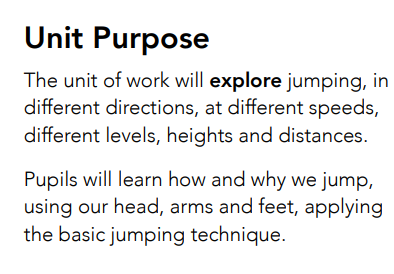 Unit Purpose
The unit of work will explore jumping, in
different directions, at different speeds,
different levels, heights and distances.
Pupils will learn how and why we jump,
using our head, arms and feet, applying
the basic jumping technique.